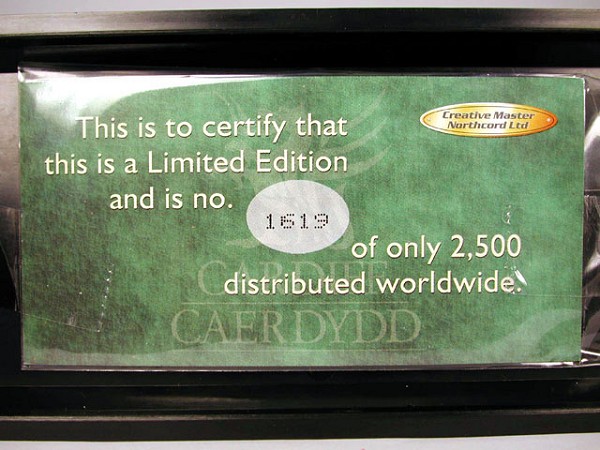 Creative Master
Northcord Ltd
This is to certify that
this is a Limited Edition
and is no.
1619
of only 2,500
distributed worldwide.
CARDIFF
CAERDYDD